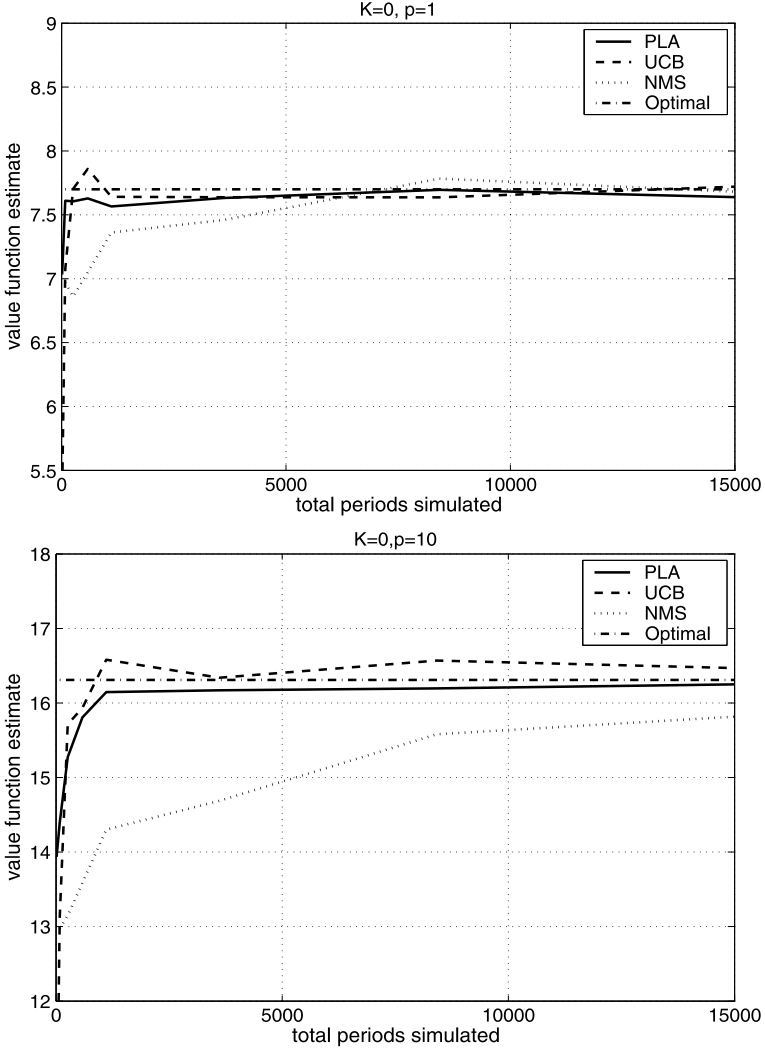 K=0, p=1
9
8.5
8
7.5
7
6.5
6
5.5
value function estimate
PLA
UCB
NMS
Optimal
0 5000 10000 15000
total periods simulated
K=0,p=10
18
17
16
15
14
13
12
value function estimate
PLA
UCB
NMS
Optimal
0 5000 10000 15000
total periods simulated